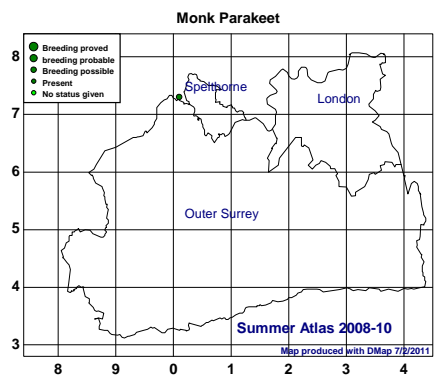 Monk Parakeet
Breeding proved
breeding probable
Breeding possible
Present
No status given
8
7
6
5
4
3
Spelthorne
London
Outer Surrey
Summer Atlas 2008-10
Map produced with DMap 7/2/2011
8 9 0 1 2 3 4